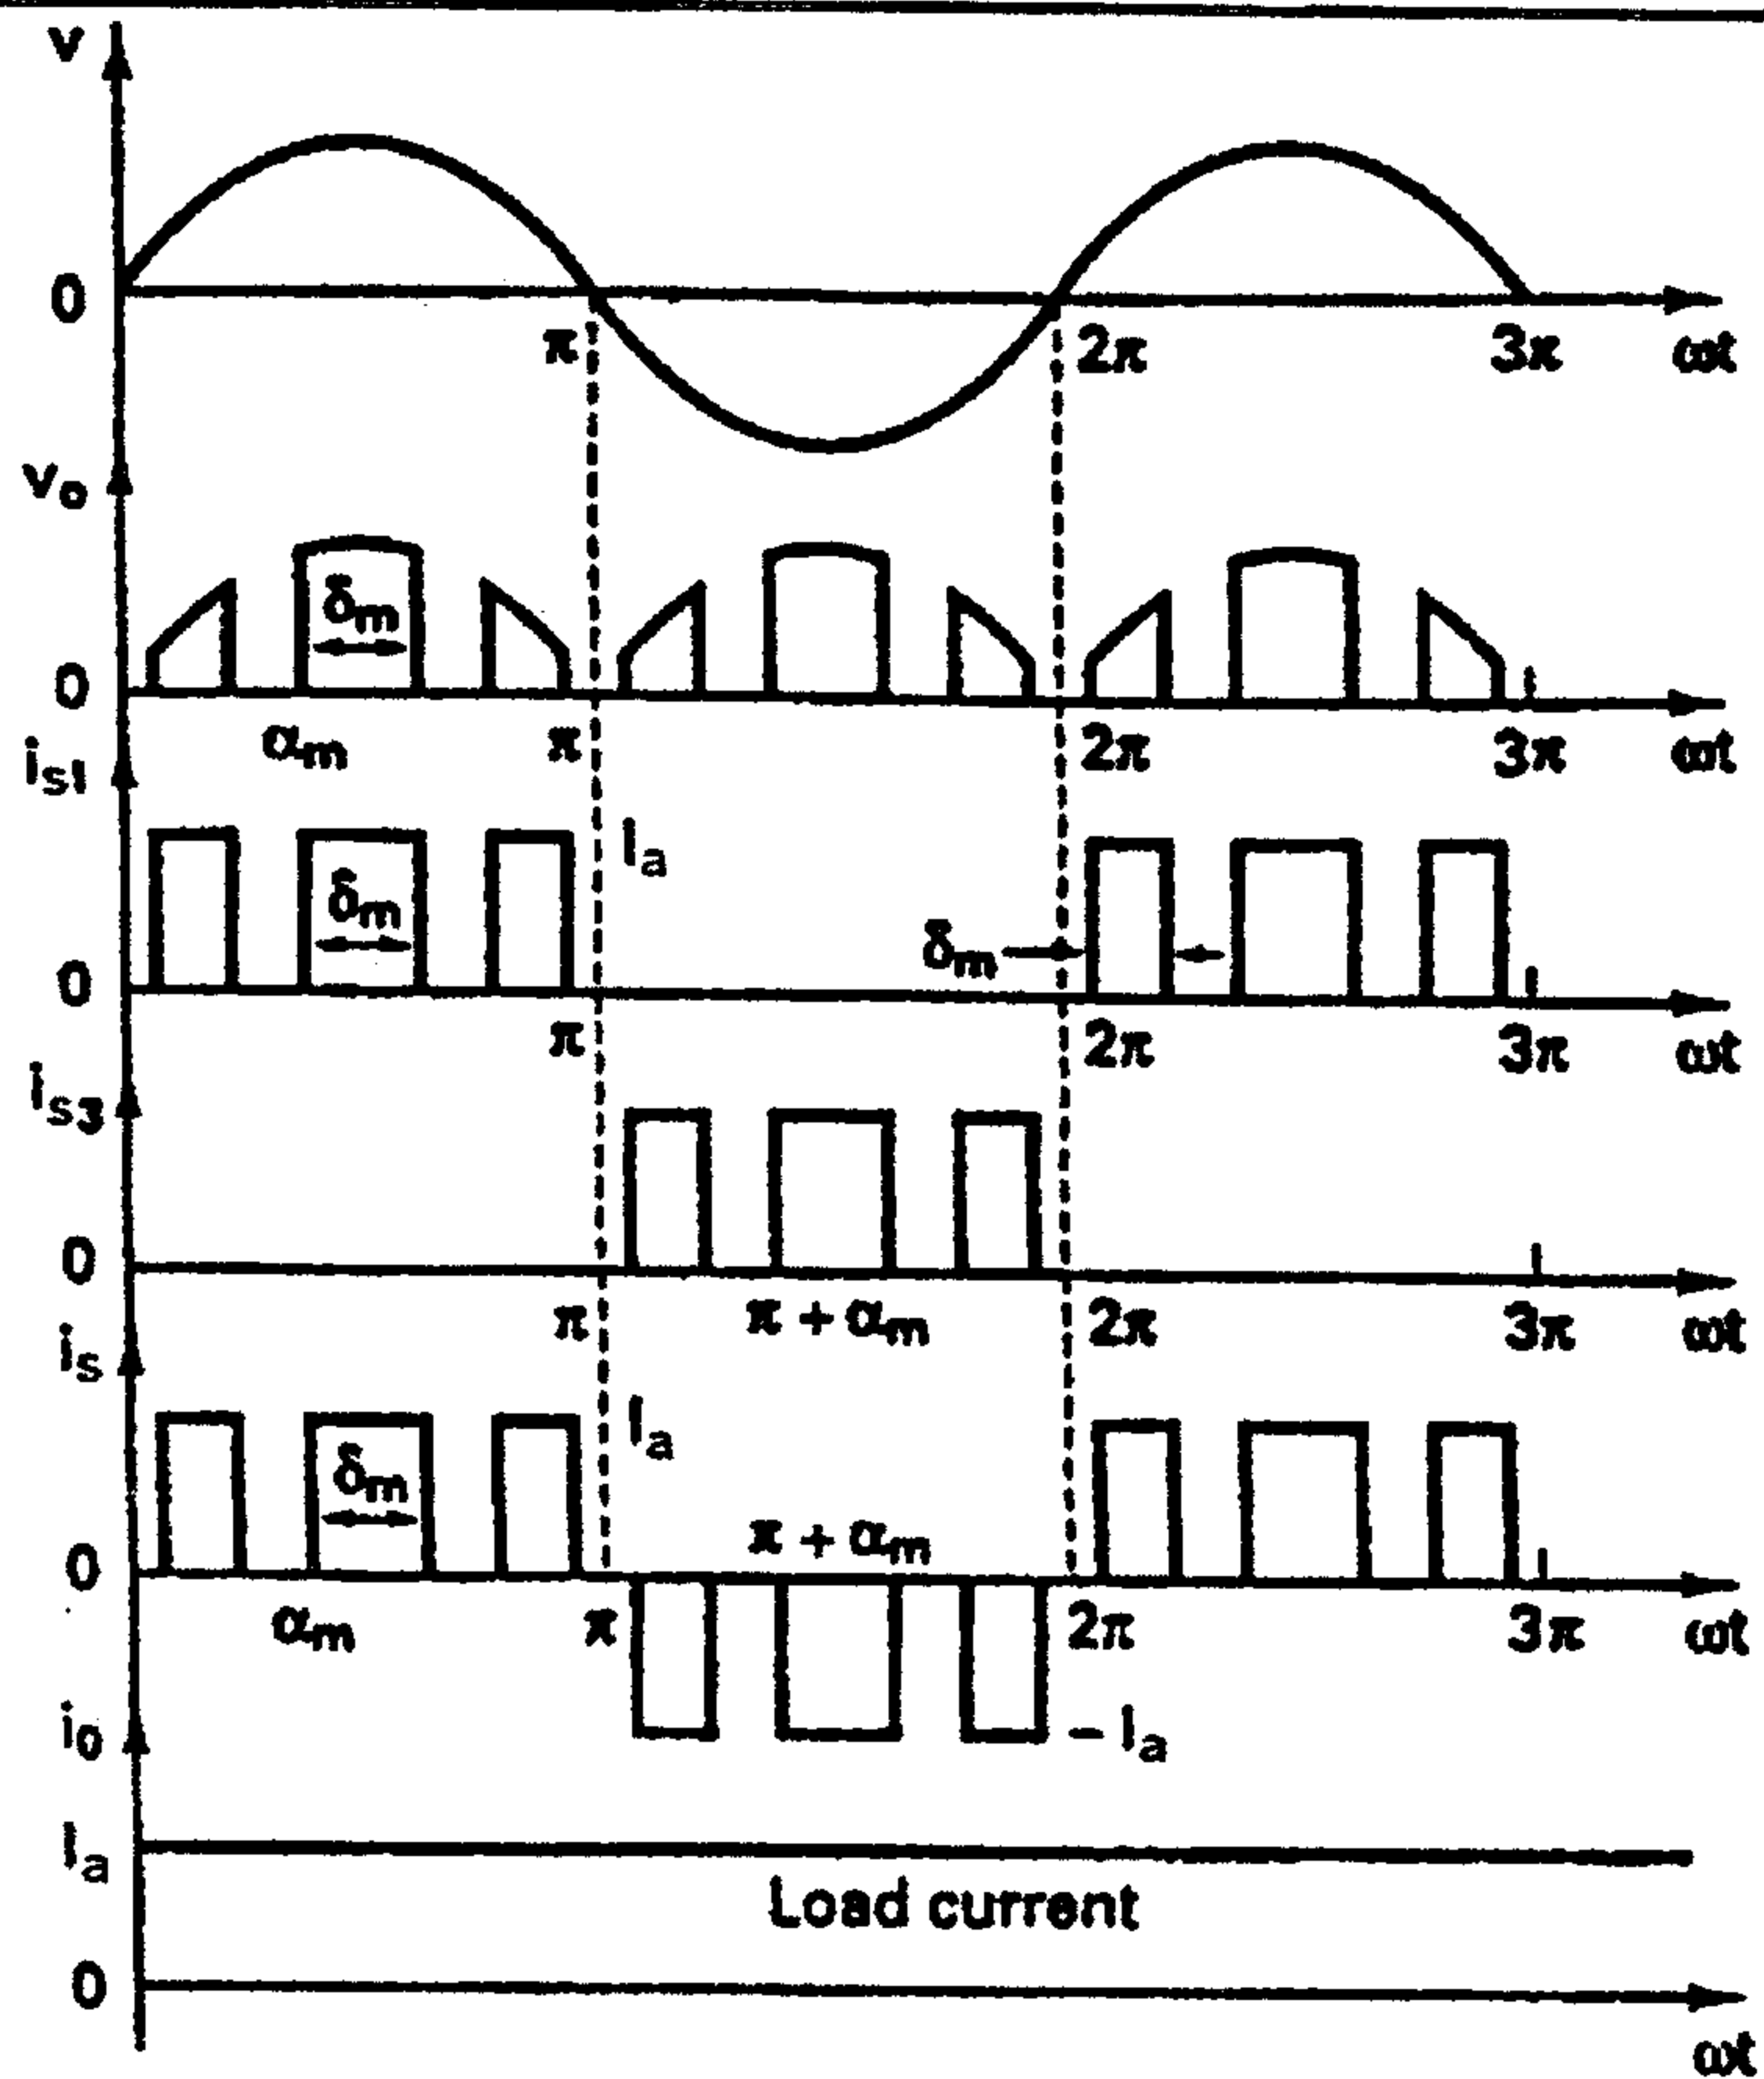 v
0
π 2π 3π ωt
v₀
δₘ
0
αₘ π 2π 3π ωt
iₛ₁
Iₐ
δₘ
δₘ
0
π 2π 3π ωt
iₛ₃
0
π π + αₘ 2π 3π ωt
iₛ
Iₐ
δₘ
π + αₘ
0
αₘ π 2π 3π ωt
i₀
– Iₐ
Iₐ
Load current
0
ωt